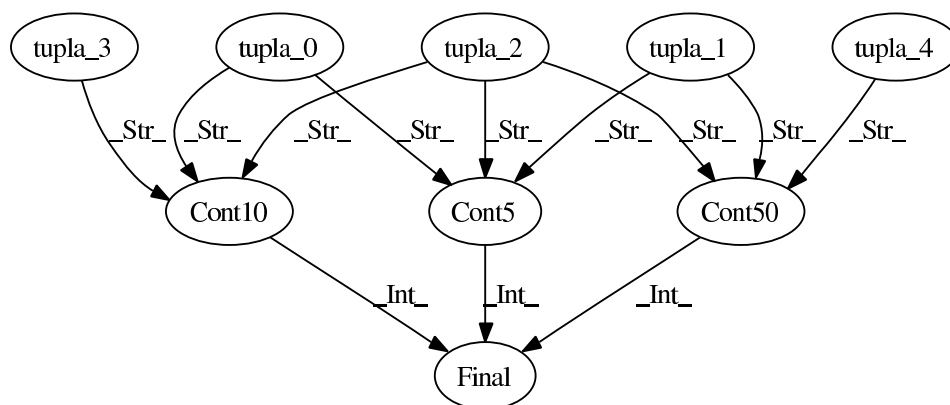 tupla_3 tupla_0 tupla_2 tupla_1 tupla_4
_Str_ _Str_ _Str_ _Str_ _Str_ _Str_ _Str_ _Str_ _Str_
Cont10 Cont5 Cont50
_Int_ _Int_ _Int_
Final